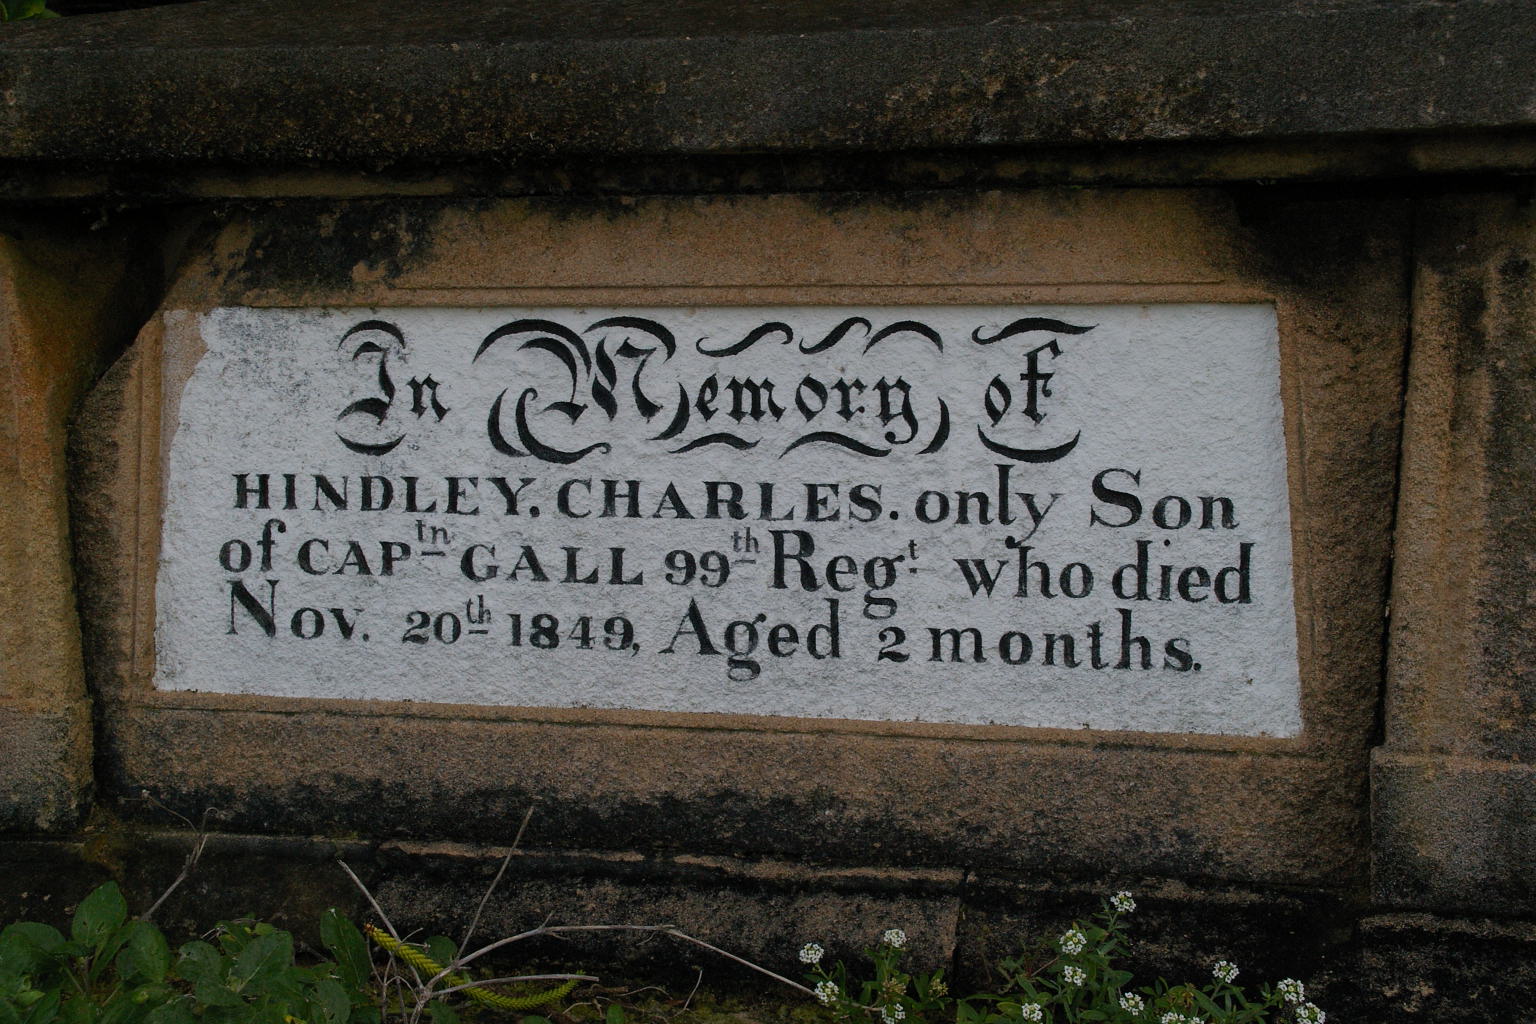 In Memory of
HINDLEY. CHARLES. only Son
of CAPtn GALL 99th Regt. who died
Nov. 20th 1849, Aged 2 months.